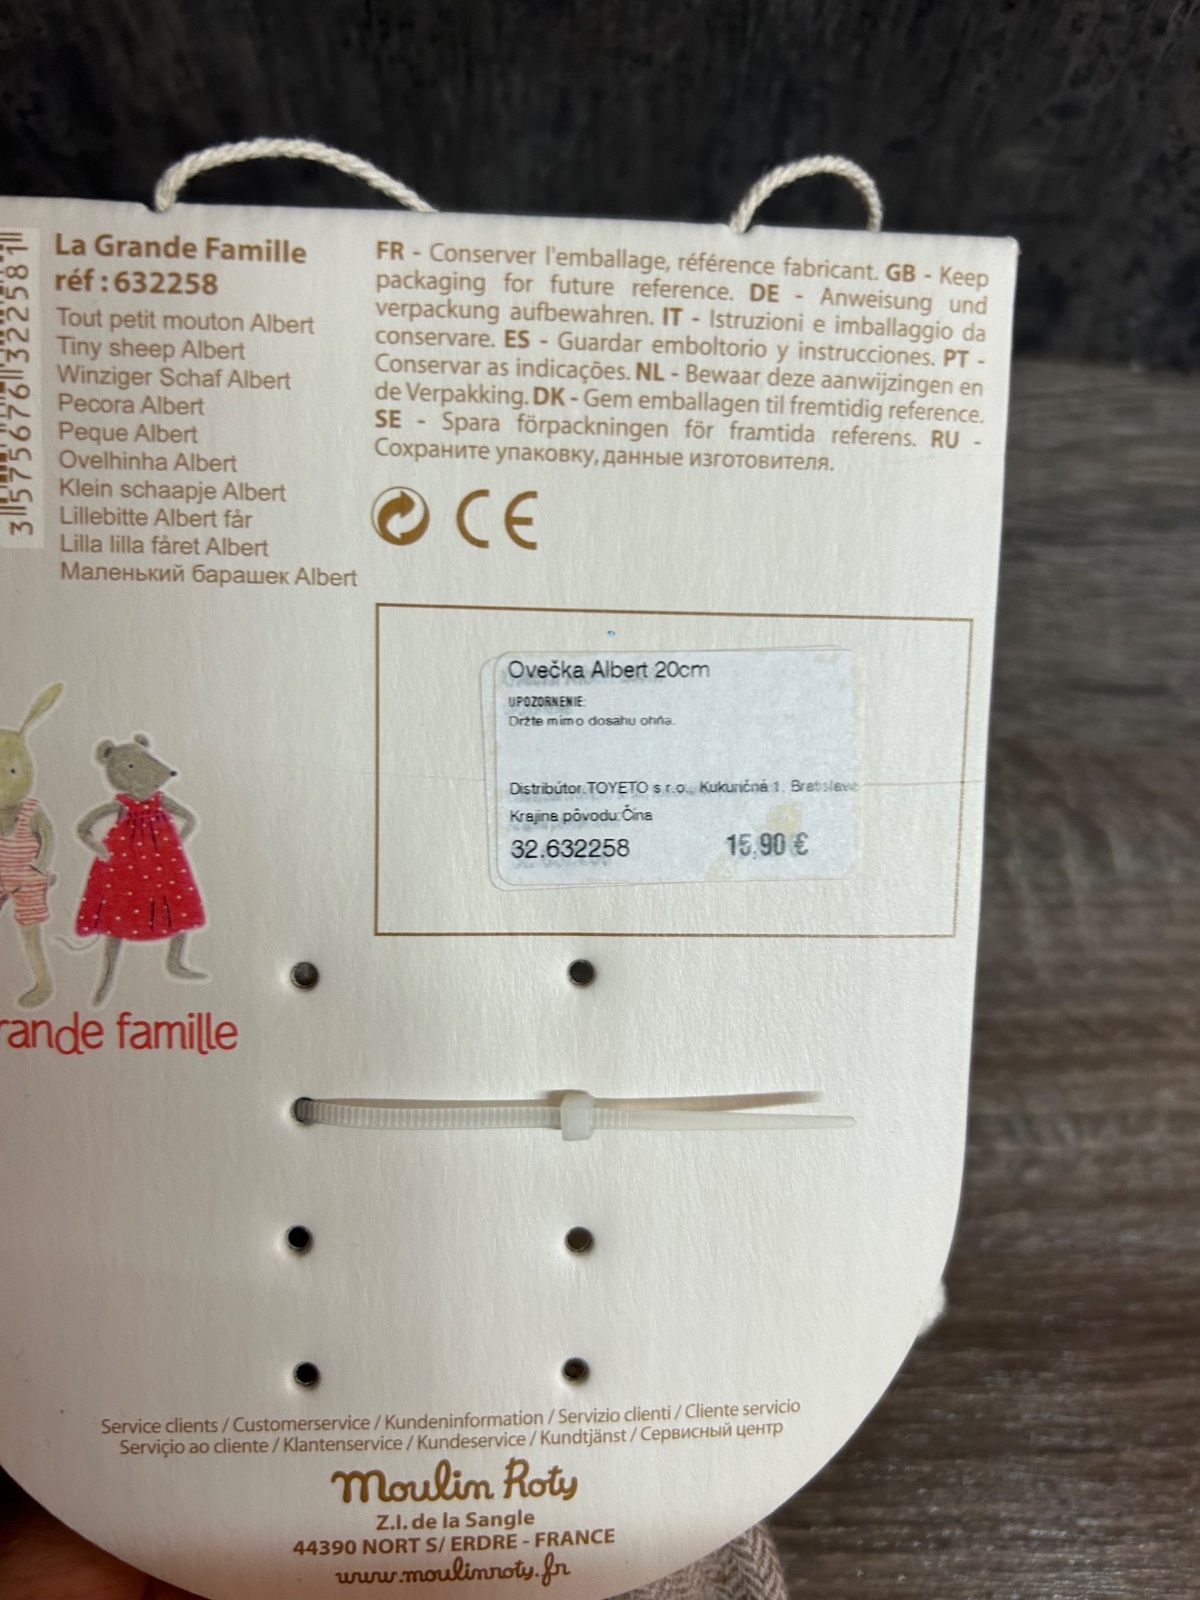 3 575676 322581
La Grande Famille
réf : 632258
Tout petit mouton Albert
Tiny sheep Albert
Winziger Schaf Albert
Pecora Albert
Peque Albert
Ovelhinha Albert
Klein schaapje Albert
Lillebitte Albert får
Lilla lilla fåret Albert
Маленький барашек Albert
FR - Conserver l'emballage, référence fabricant. GB - Keep
packaging for future reference. DE - Anweisung und
verpackung aufbewahren. IT - Istruzioni e imballaggio da
conservare. ES - Guardar emboltorio y instrucciones. PT -
Conservar as indicações. NL - Bewaar deze aanwijzingen en
de Verpakking. DK - Gem emballagen til fremtidig reference.
SE - Spara förpackningen för framtida referens. RU -
Сохраните упаковку, данные изготовителя.
CE
Ovečka Albert 20cm
UPOZORNENIE:
Držte mimo dosahu ohňa.
Distribútor:TOYETO s.r.o., Kukuričná 1, Bratislava
Krajina pôvodu:Čína
32.632258 15,90 €
rande famille
Service clients / Customerservice / Kundeninformation / Servizio clienti / Cliente servicio
Serviçio ao cliente / Klantenservice / Kundeservice / Kundtjänst / Сервисный центр
Moulin Roty
Z.I. de la Sangle
44390 NORT S/ ERDRE - FRANCE
www.moulinroty.fr